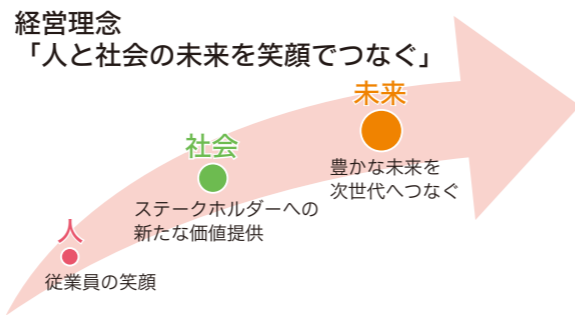 経営理念
「人と社会の未来を笑顔でつなぐ」
未来
豊かな未来を
次世代へつなぐ
社会
ステークホルダーへの
新たな価値提供
人
従業員の笑顔